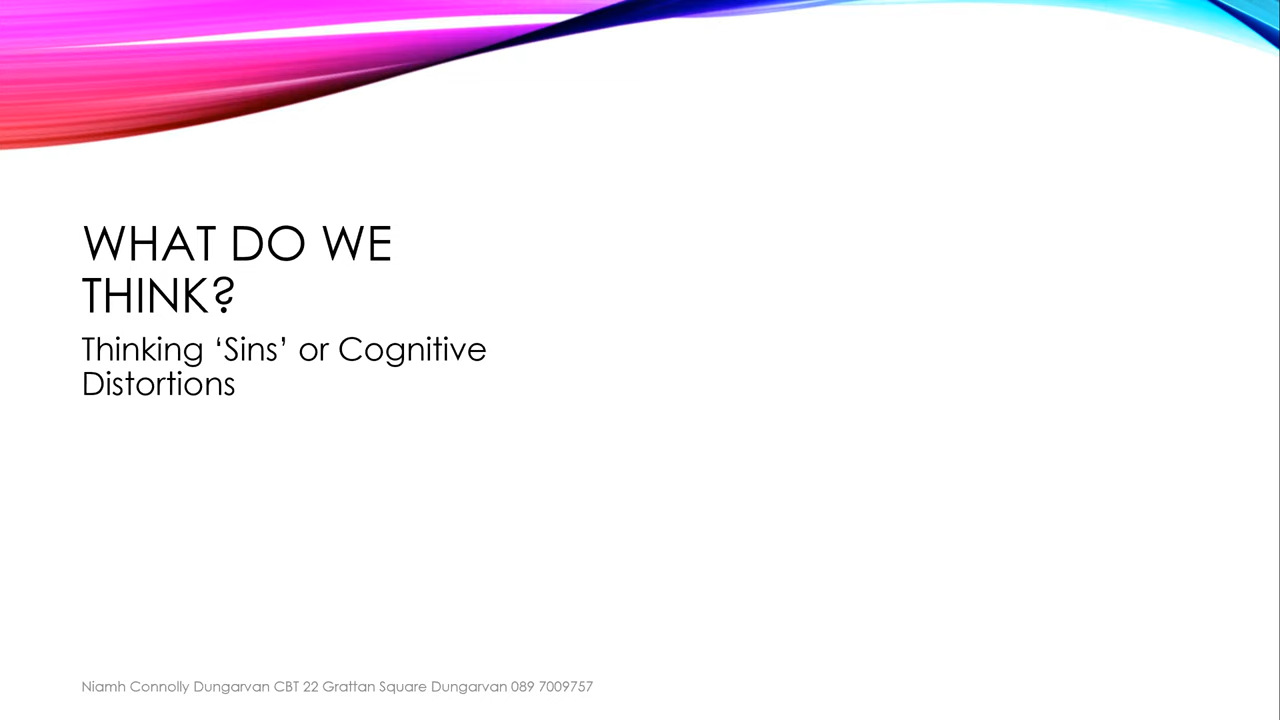 WHAT DO WE
THINK?
Thinking ‘Sins’ or Cognitive
Distortions
Niamh Connolly Dungarvan CBT 22 Grattan Square Dungarvan 089 7009757